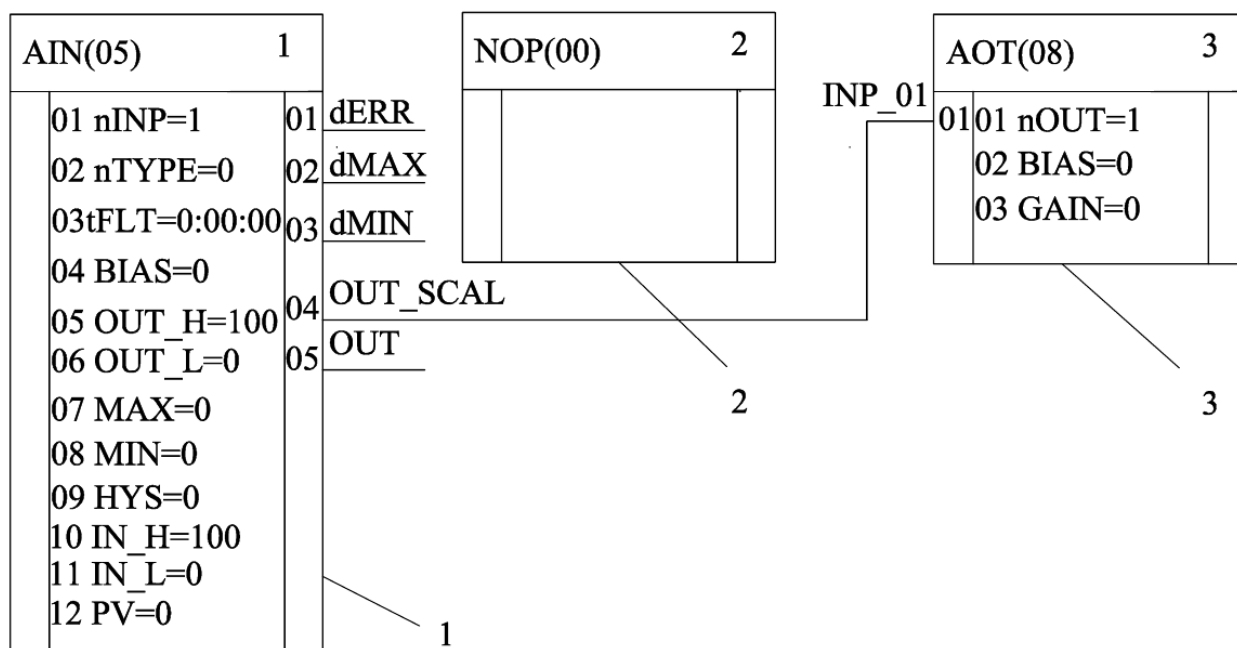 AIN(05) 1
01 nINP=1
02 nTYPE=0
03tFLT=0:00:00
04 BIAS=0
05 OUT_H=100
06 OUT_L=0
07 MAX=0
08 MIN=0
09 HYS=0
10 IN_H=100
11 IN_L=0
12 PV=0
01 dERR
02 dMAX
03 dMIN
04 OUT_SCAL
05 OUT
1
NOP(00) 2
2
INP_01
AOT(08) 3
01 01 nOUT=1
02 BIAS=0
03 GAIN=0
3